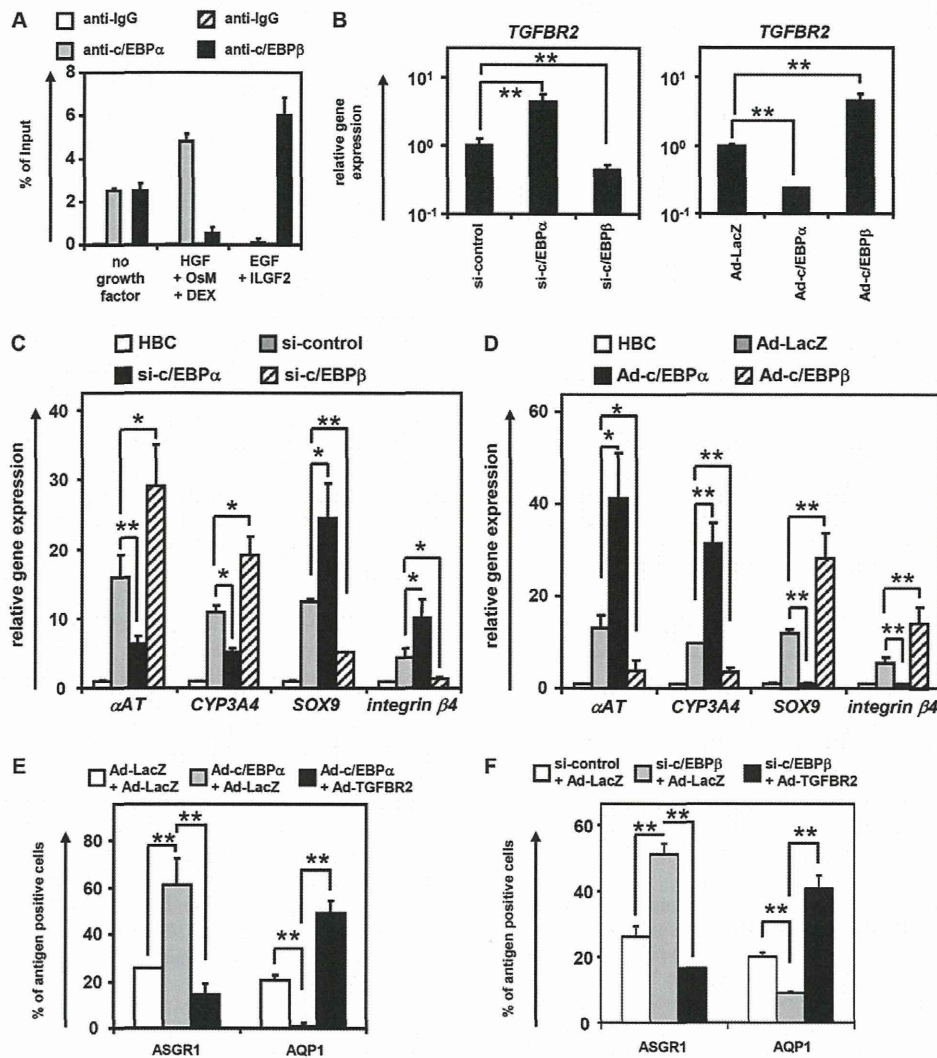 A
anti-IgG
anti-c/EBPα
anti-c/EBPβ
% of Input
8
6
4
2
0
no growth factor
HGF + OsM + DEX
EGF + ILGF2
B
TGFBR2
relative gene expression
10¹
10⁰
10⁻¹
**
**
si-control
si-c/EBPα
si-c/EBPβ
TGFBR2
10¹
10⁰
10⁻¹
**
**
Ad-LacZ
Ad-c/EBPα
Ad-c/EBPβ
C
HBC
si-control
si-c/EBPα
si-c/EBPβ
relative gene expression
40
30
20
10
0
*
**
*
*
**
*
*
*
αAT
CYP3A4
SOX9
integrin β4
D
HBC
Ad-LacZ
Ad-c/EBPα
Ad-c/EBPβ
relative gene expression
60
40
20
0
*
*
**
**
**
**
**
**
αAT
CYP3A4
SOX9
integrin β4
E
Ad-LacZ + Ad-LacZ
Ad-c/EBPα + Ad-LacZ
Ad-c/EBPα + Ad-TGFBR2
% of antigen positive cells
80
60
40
20
0
**
**
**
**
ASGR1
AQP1
F
si-control + Ad-LacZ
si-c/EBPβ + Ad-LacZ
si-c/EBPβ + Ad-TGFBR2
% of antigen positive cells
60
40
20
0
**
**
**
**
ASGR1
AQP1